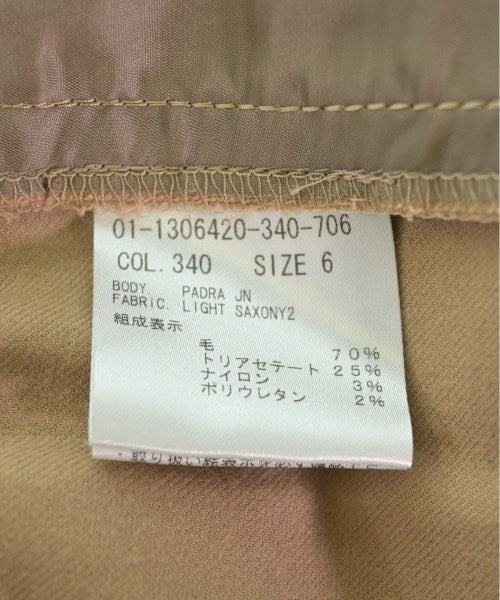 01-1306420-340-706
COL. 340 SIZE 6
BODY. PADRA JN
FABRIC. LIGHT SAXONY2
組成表示
毛 70%
トリアセテート 25%
ナイロン 3%
ポリウレタン 2%